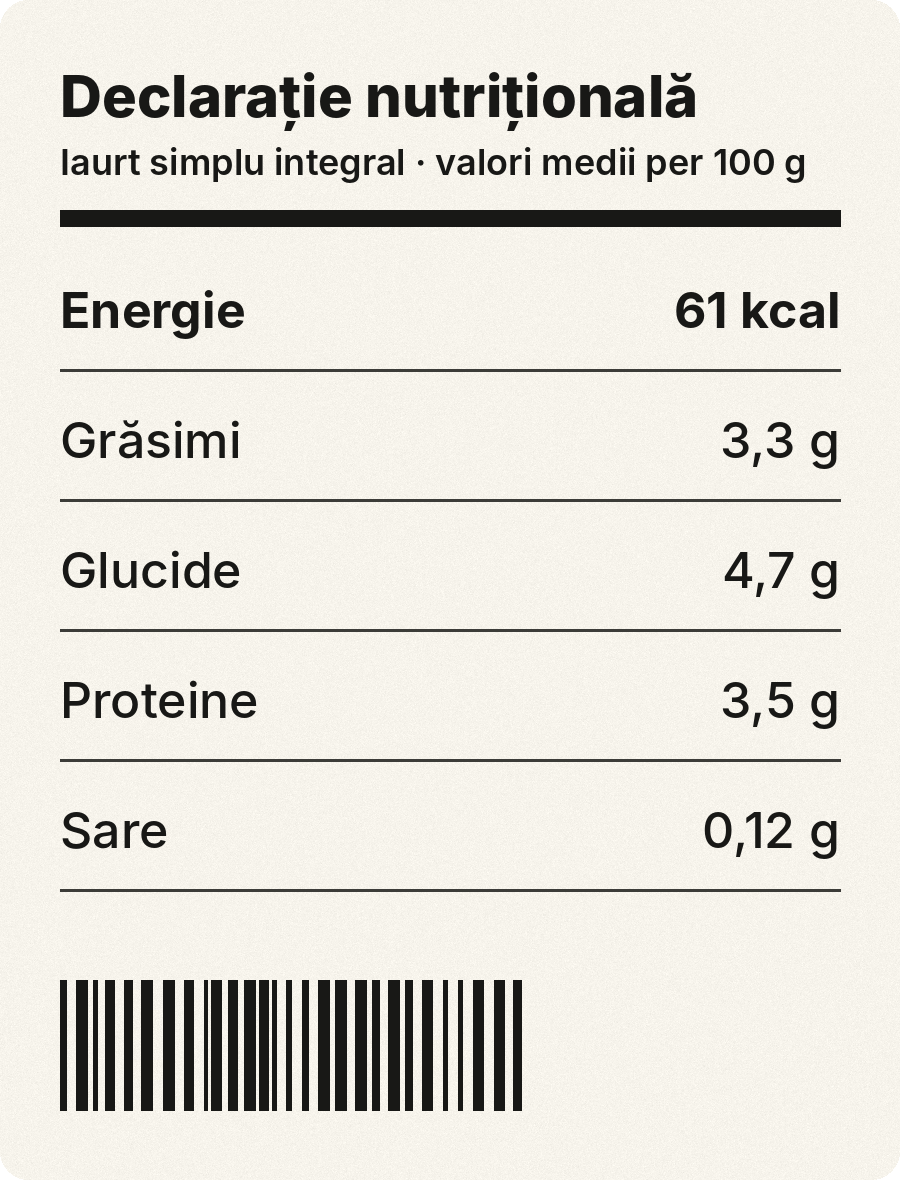 Declarație nutrițională
Iaurt simplu integral · valori medii per 100 g
Energie 61 kcal
Grăsimi 3,3 g
Glucide 4,7 g
Proteine 3,5 g
Sare 0,12 g